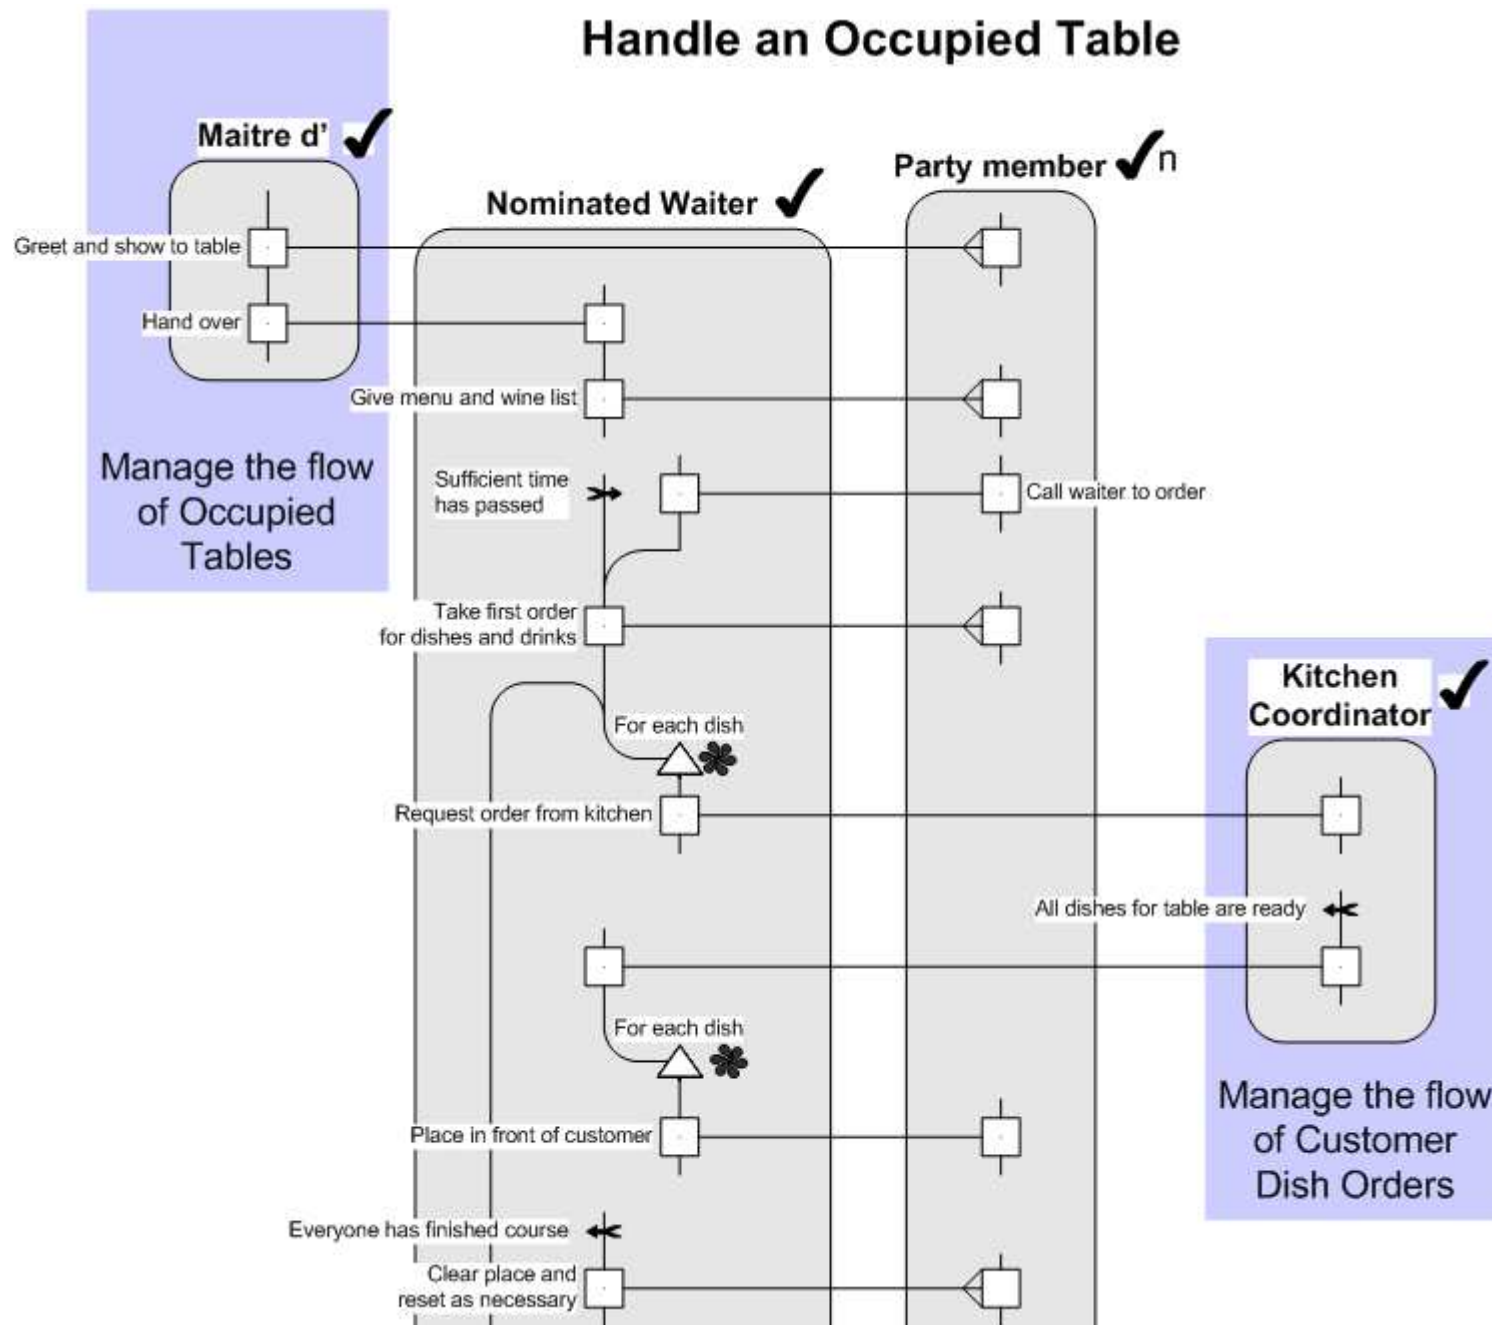 Handle an Occupied Table
Maitre d'
Party member
n
Nominated Waiter
Greet and show to table
Hand over
Give menu and wine list
Manage the flow
of Occupied
Tables
Sufficient time
has passed
Call waiter to order
Take first order
for dishes and drinks
Kitchen
Coordinator
For each dish
Request order from kitchen
All dishes for table are ready
For each dish
Manage the flow
of Customer
Dish Orders
Place in front of customer
Everyone has finished course
Clear place and
reset as necessary